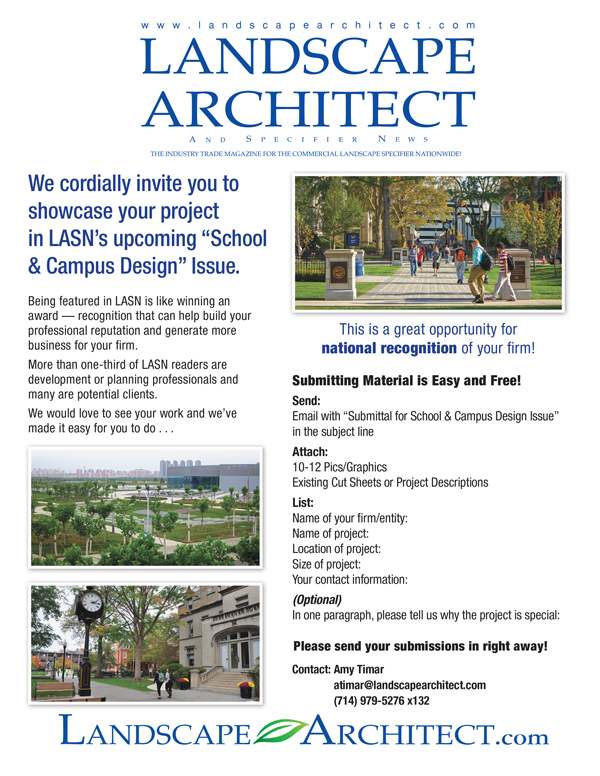 www.landscapearchitect.com
LANDSCAPE
ARCHITECT
AND SPECIFIER NEWS
THE INDUSTRY TRADE MAGAZINE FOR THE COMMERCIAL LANDSCAPE SPECIFIER NATIONWIDE!
We cordially invite you to
showcase your project
in LASN's upcoming “School
& Campus Design” Issue.
Being featured in LASN is like winning an
award — recognition that can help build your
professional reputation and generate more
business for your firm.
More than one-third of LASN readers are
development or planning professionals and
many are potential clients.
We would love to see your work and we've
made it easy for you to do . . .
This is a great opportunity for
national recognition of your firm!
Submitting Material is Easy and Free!
Send:
Email with “Submittal for School & Campus Design Issue”
in the subject line
Attach:
10-12 Pics/Graphics
Existing Cut Sheets or Project Descriptions
List:
Name of your firm/entity:
Name of project:
Location of project:
Size of project:
Your contact information:
(Optional)
In one paragraph, please tell us why the project is special:
Please send your submissions in right away!
Contact: Amy Timar
atimar@landscapearchitect.com
(714) 979-5276 x132
LANDSCAPE ARCHITECT.com